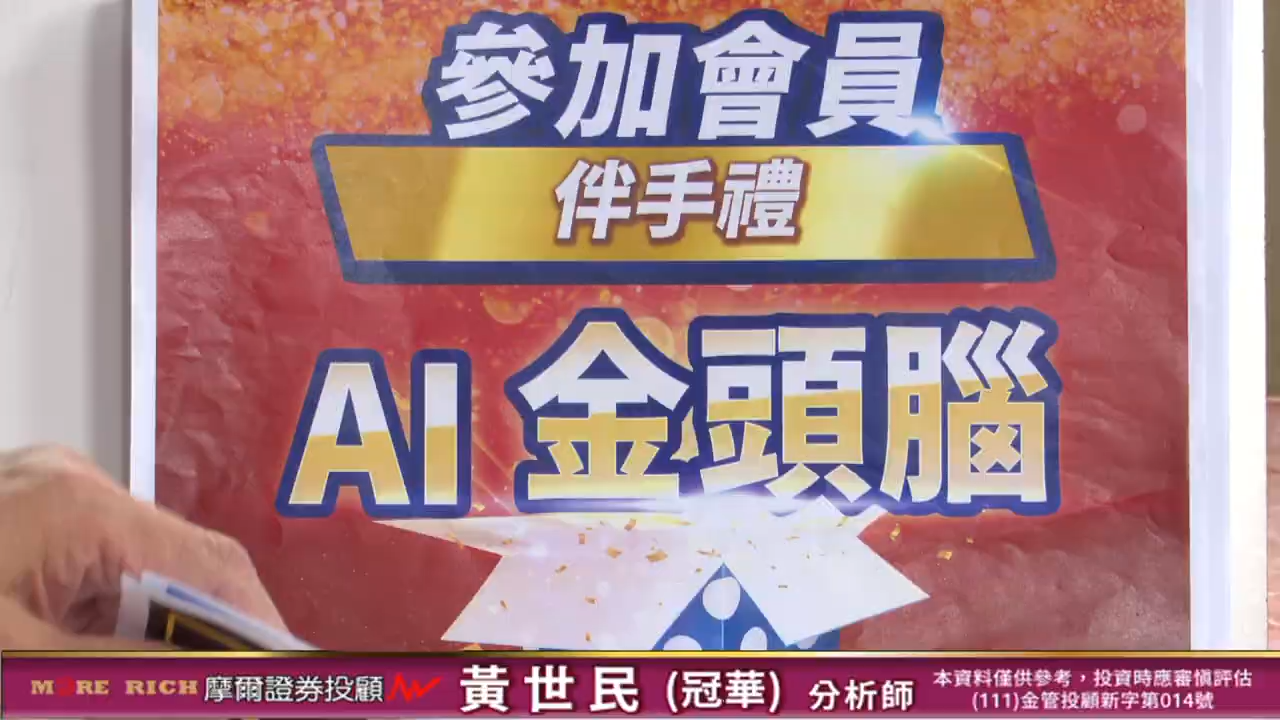 參加會員
伴手禮
AI 金頭腦
MORE RICH 摩爾證券投顧 黃世民 (冠華) 分析師
本資料僅供參考，投資時應審慎評估
(111)金管投顧新字第014號